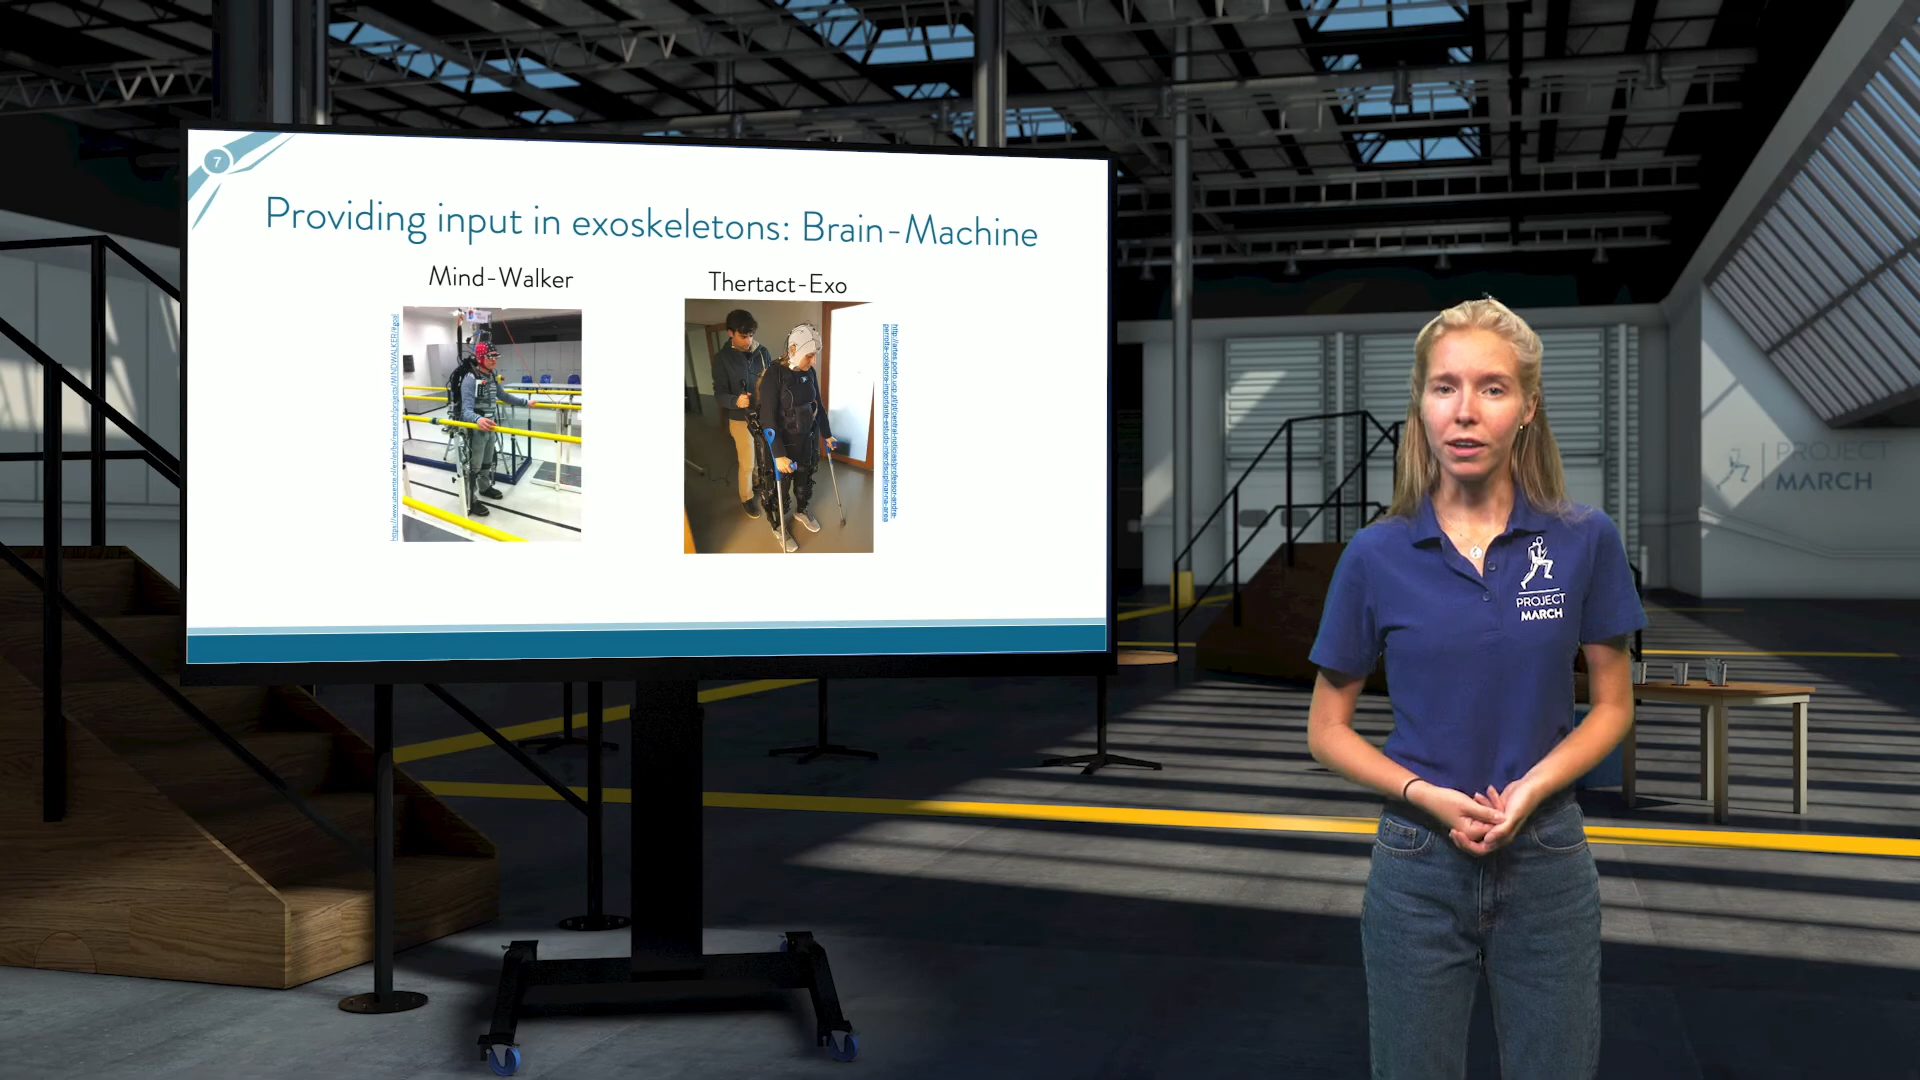 7
Providing input in exoskeletons: Brain-Machine
Mind-Walker
Thertact-Exo
PROJECT
MARCH
PROJECT
MARCH